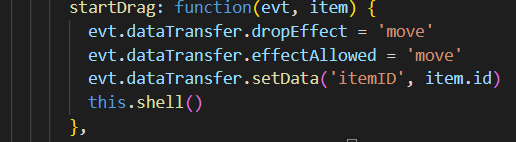 startDrag: function(evt, item) {
evt.dataTransfer.dropEffect = 'move'
evt.dataTransfer.effectAllowed = 'move'
evt.dataTransfer.setData('itemID', item.id)
this.shell()
},